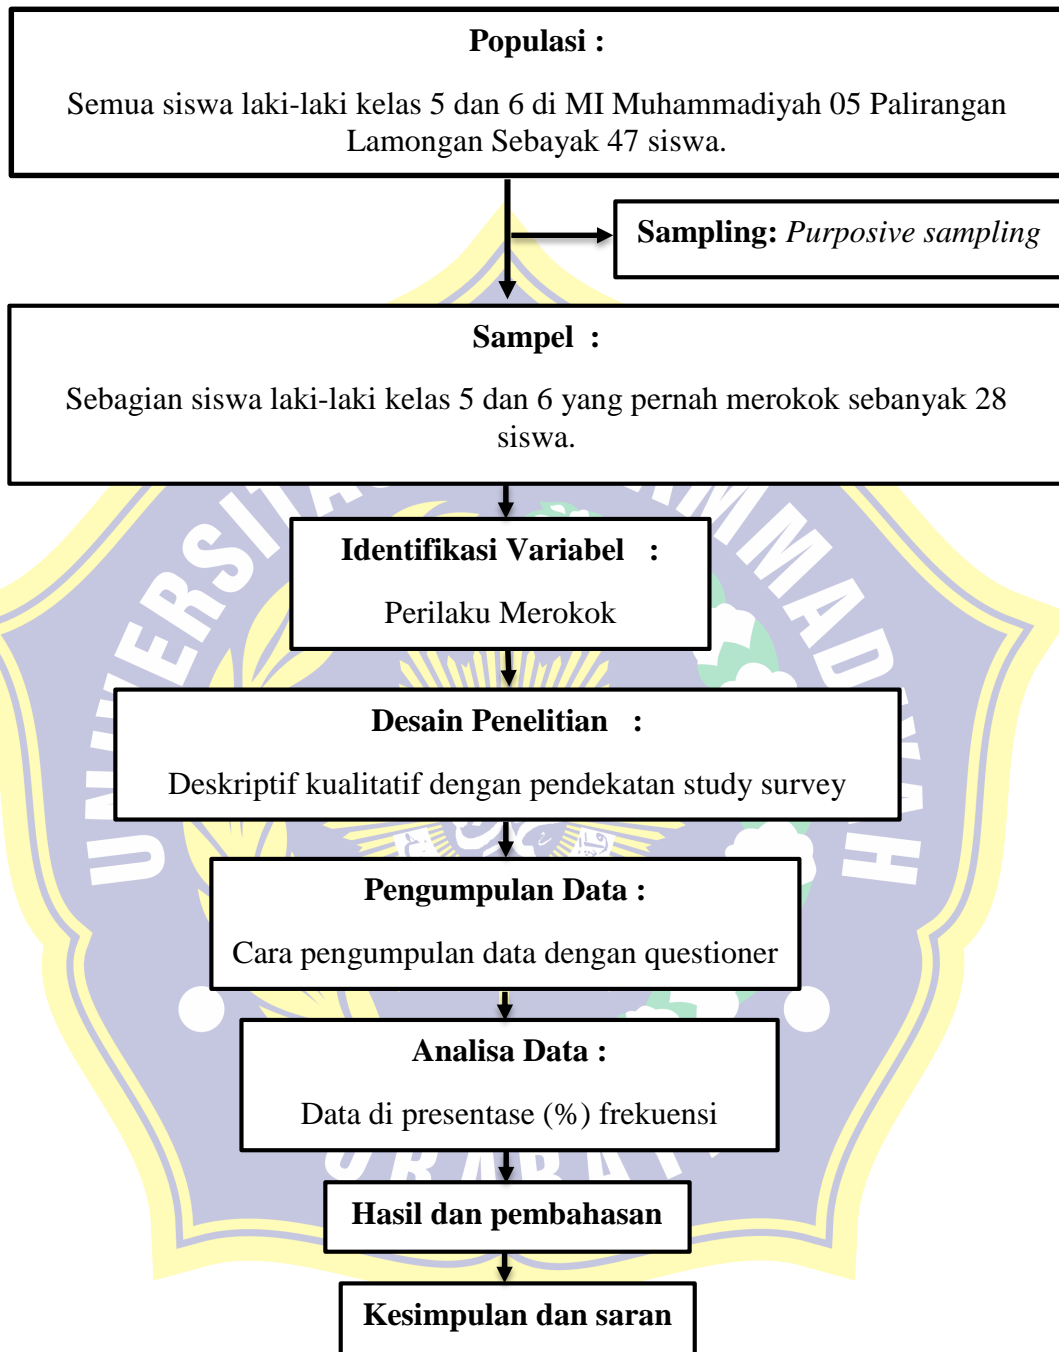 Populasi :
Semua siswa laki-laki kelas 5 dan 6 di MI Muhammadiyah 05 Palirangan
Lamongan Sebayak 47 siswa.
Sampling: Purposive sampling
Sampel :
Sebagian siswa laki-laki kelas 5 dan 6 yang pernah merokok sebanyak 28
siswa.
Identifikasi Variabel :
Perilaku Merokok
Desain Penelitian :
Deskriptif kualitatif dengan pendekatan study survey
Pengumpulan Data :
Cara pengumpulan data dengan questioner
Analisa Data :
Data di presentase (%) frekuensi
Hasil dan pembahasan
Kesimpulan dan saran